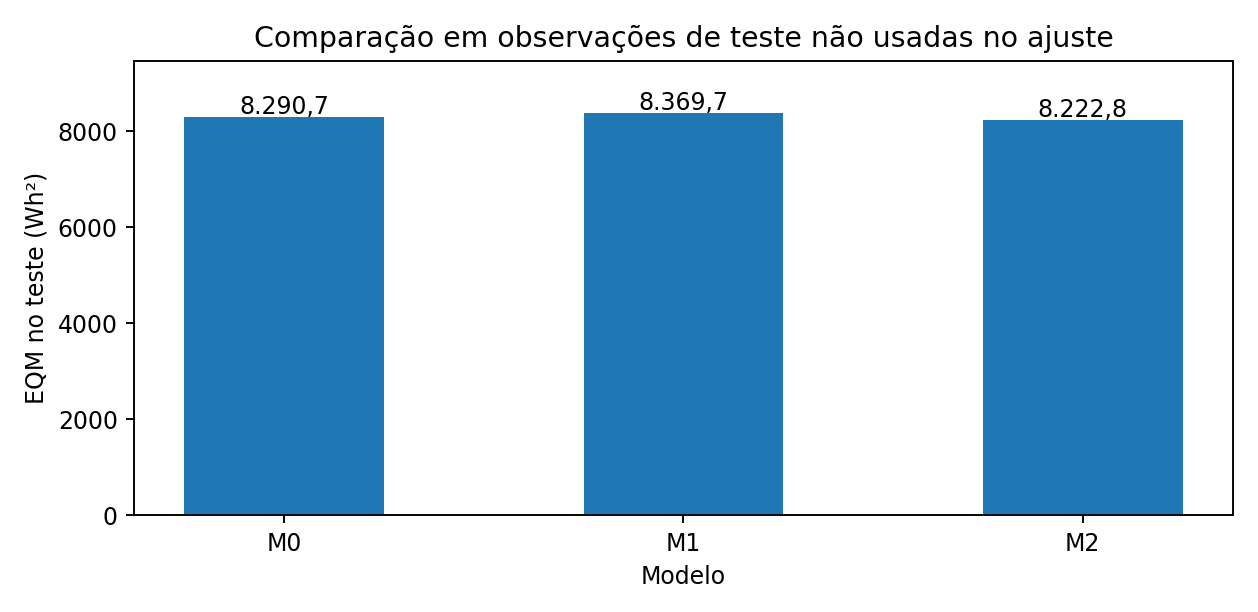 Comparação em observações de teste não usadas no ajuste
EQM no teste (Wh²)
8000
6000
4000
2000
0
8.290,7
8.369,7
8.222,8
M0
M1
M2
Modelo